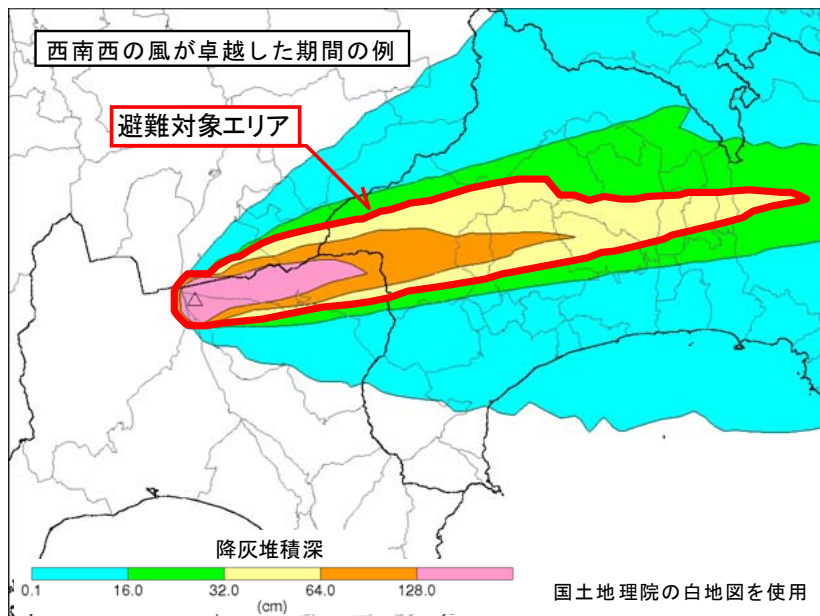 西南西の風が卓越した期間の例
避難対象エリア
降灰堆積深
0.1 16.0 32.0 64.0 128.0
(cm)
国土地理院の白地図を使用